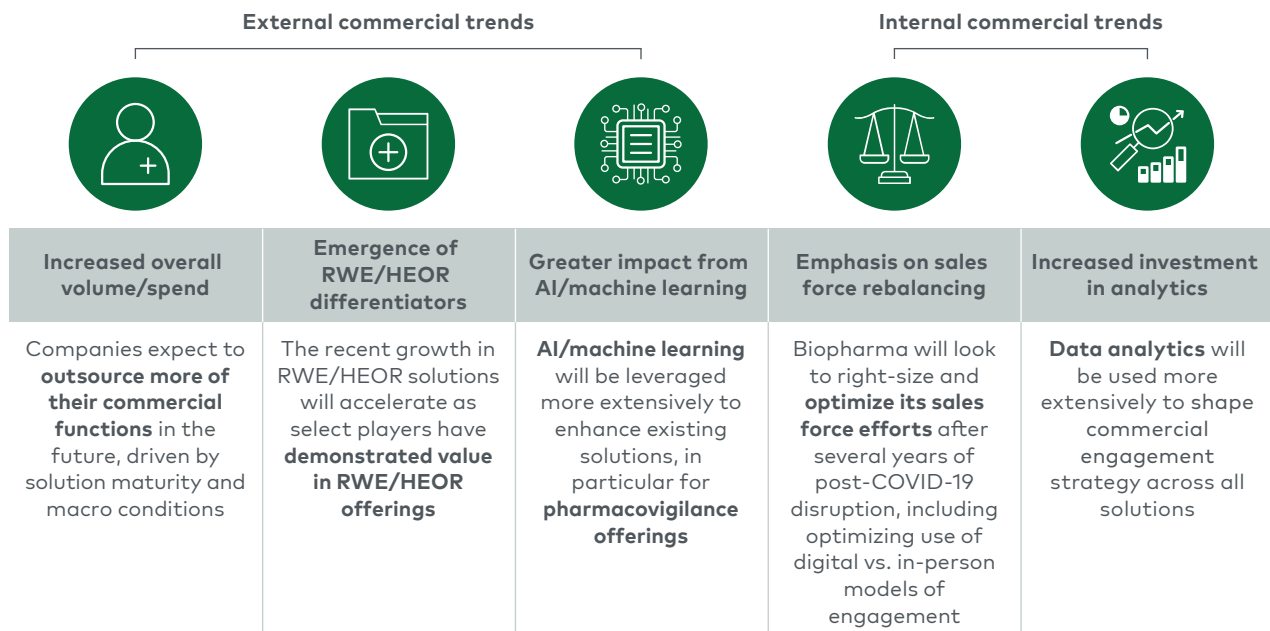 External commercial trends
Internal commercial trends
Increased overall
volume/spend
Companies expect to
outsource more of
their commercial
functions in the
future, driven by
solution maturity and
macro conditions
Emergence of
RWE/HEOR
differentiators
The recent growth in
RWE/HEOR solutions
will accelerate as
select players have
demonstrated value
in RWE/HEOR
offerings
Greater impact from
AI/machine learning
AI/machine learning
will be leveraged
more extensively to
enhance existing
solutions, in
particular for
pharmacovigilance
offerings
Emphasis on sales
force rebalancing
Biopharma will look
to right-size and
optimize its sales
force efforts after
several years of
post-COVID-19
disruption, including
optimizing use of
digital vs. in-person
models of
engagement
Increased investment
in analytics
Data analytics will
be used more
extensively to shape
commercial
engagement
strategy across all
solutions